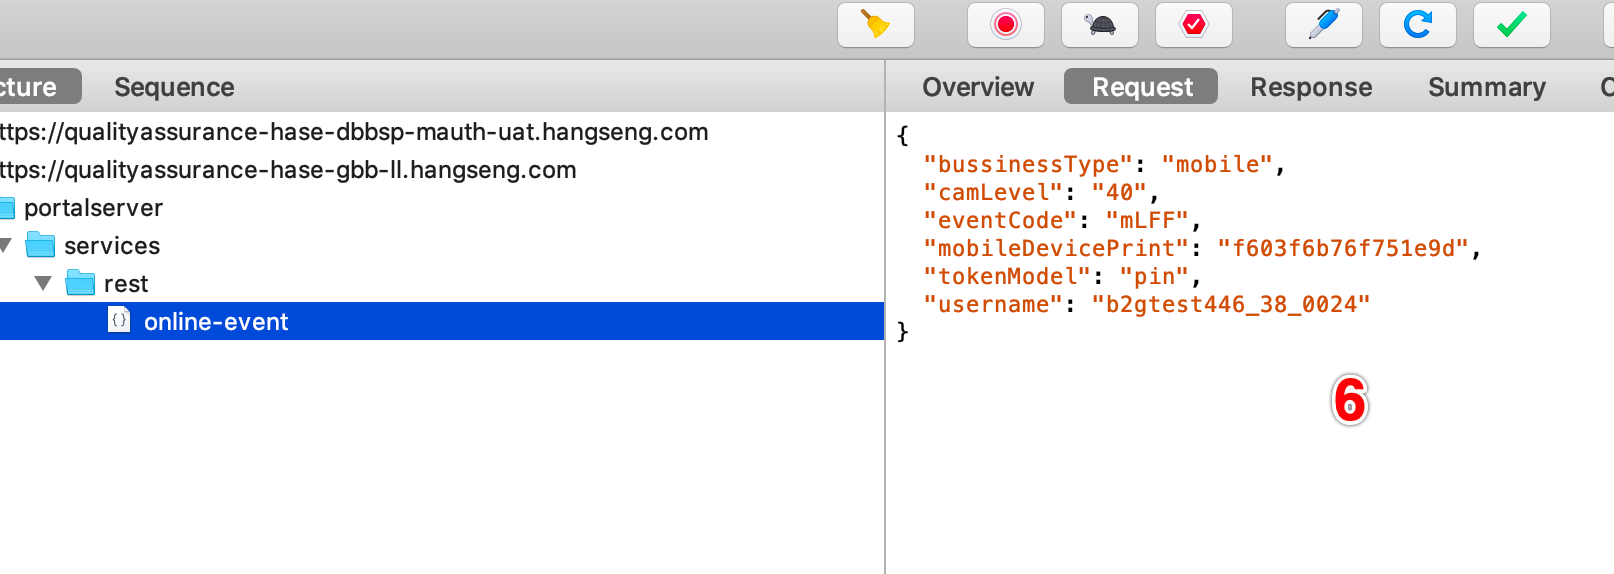 cture Sequence
Overview Request Response Summary C
ttps://qualityassurance-hase-dbbsp-mauth-uat.hangseng.com
ttps://qualityassurance-hase-gbb-ll.hangseng.com
portalserver
services
rest
{} online-event
{
"bussinessType": "mobile",
"camLevel": "40",
"eventCode": "mLFF",
"mobileDevicePrint": "f603f6b76f751e9d",
"tokenModel": "pin",
"username": "b2gtest446_38_0024"
}
6